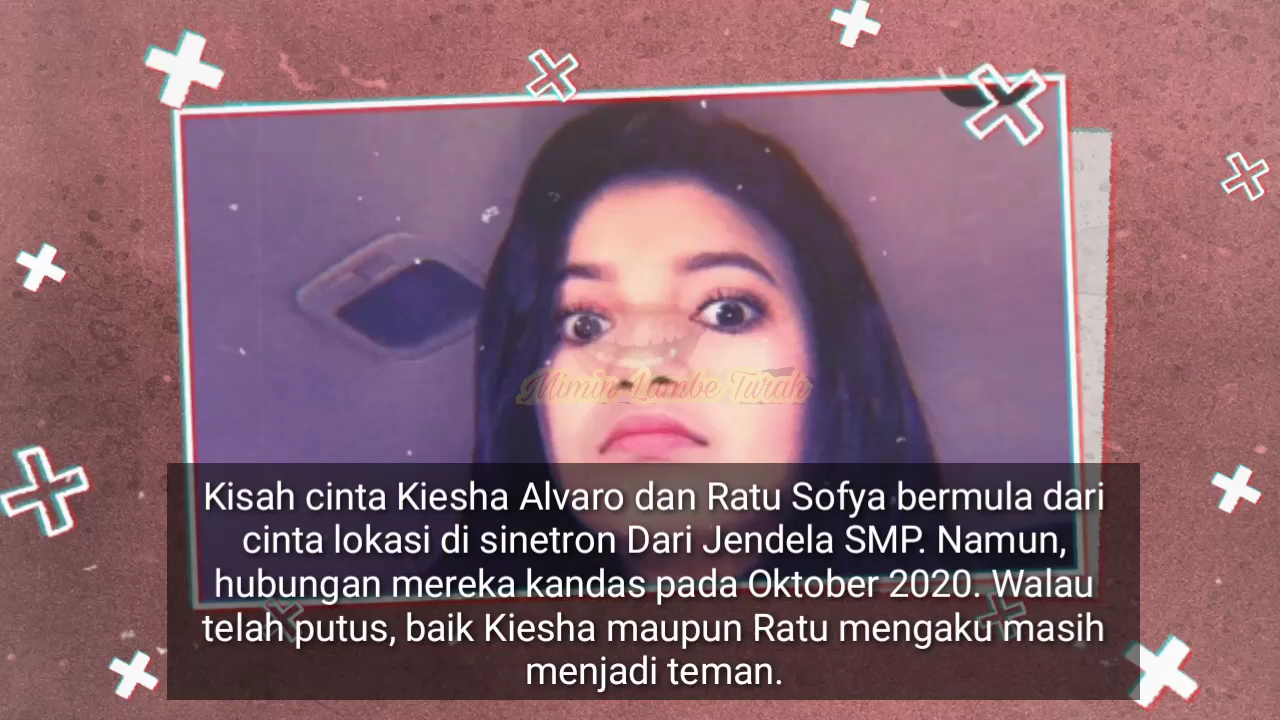 Mimin Lambe Turah
Kisah cinta Kiesha Alvaro dan Ratu Sofya bermula dari
cinta lokasi di sinetron Dari Jendela SMP. Namun,
hubungan mereka kandas pada Oktober 2020. Walau
telah putus, baik Kiesha maupun Ratu mengaku masih
menjadi teman.